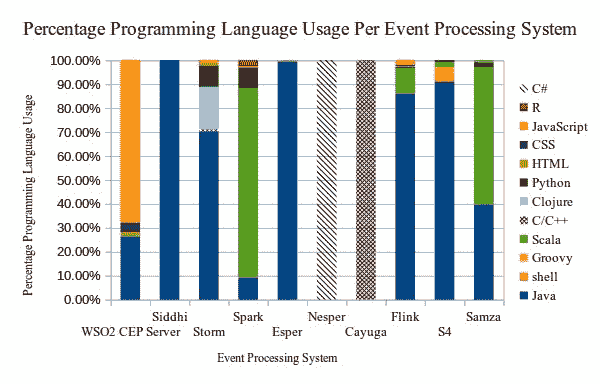 Percentage Programming Language Usage Per Event Processing System
Percentage Programming Language Usage
100.00%
90.00%
80.00%
70.00%
60.00%
50.00%
40.00%
30.00%
20.00%
10.00%
0.00%
C#
R
JavaScript
CSS
HTML
Python
Clojure
C/C++
Scala
Groovy
shell
Java
Siddhi Spark Nesper Flink Samza
WSO2 CEP Server Storm Esper Cayuga S4
Event Processing System